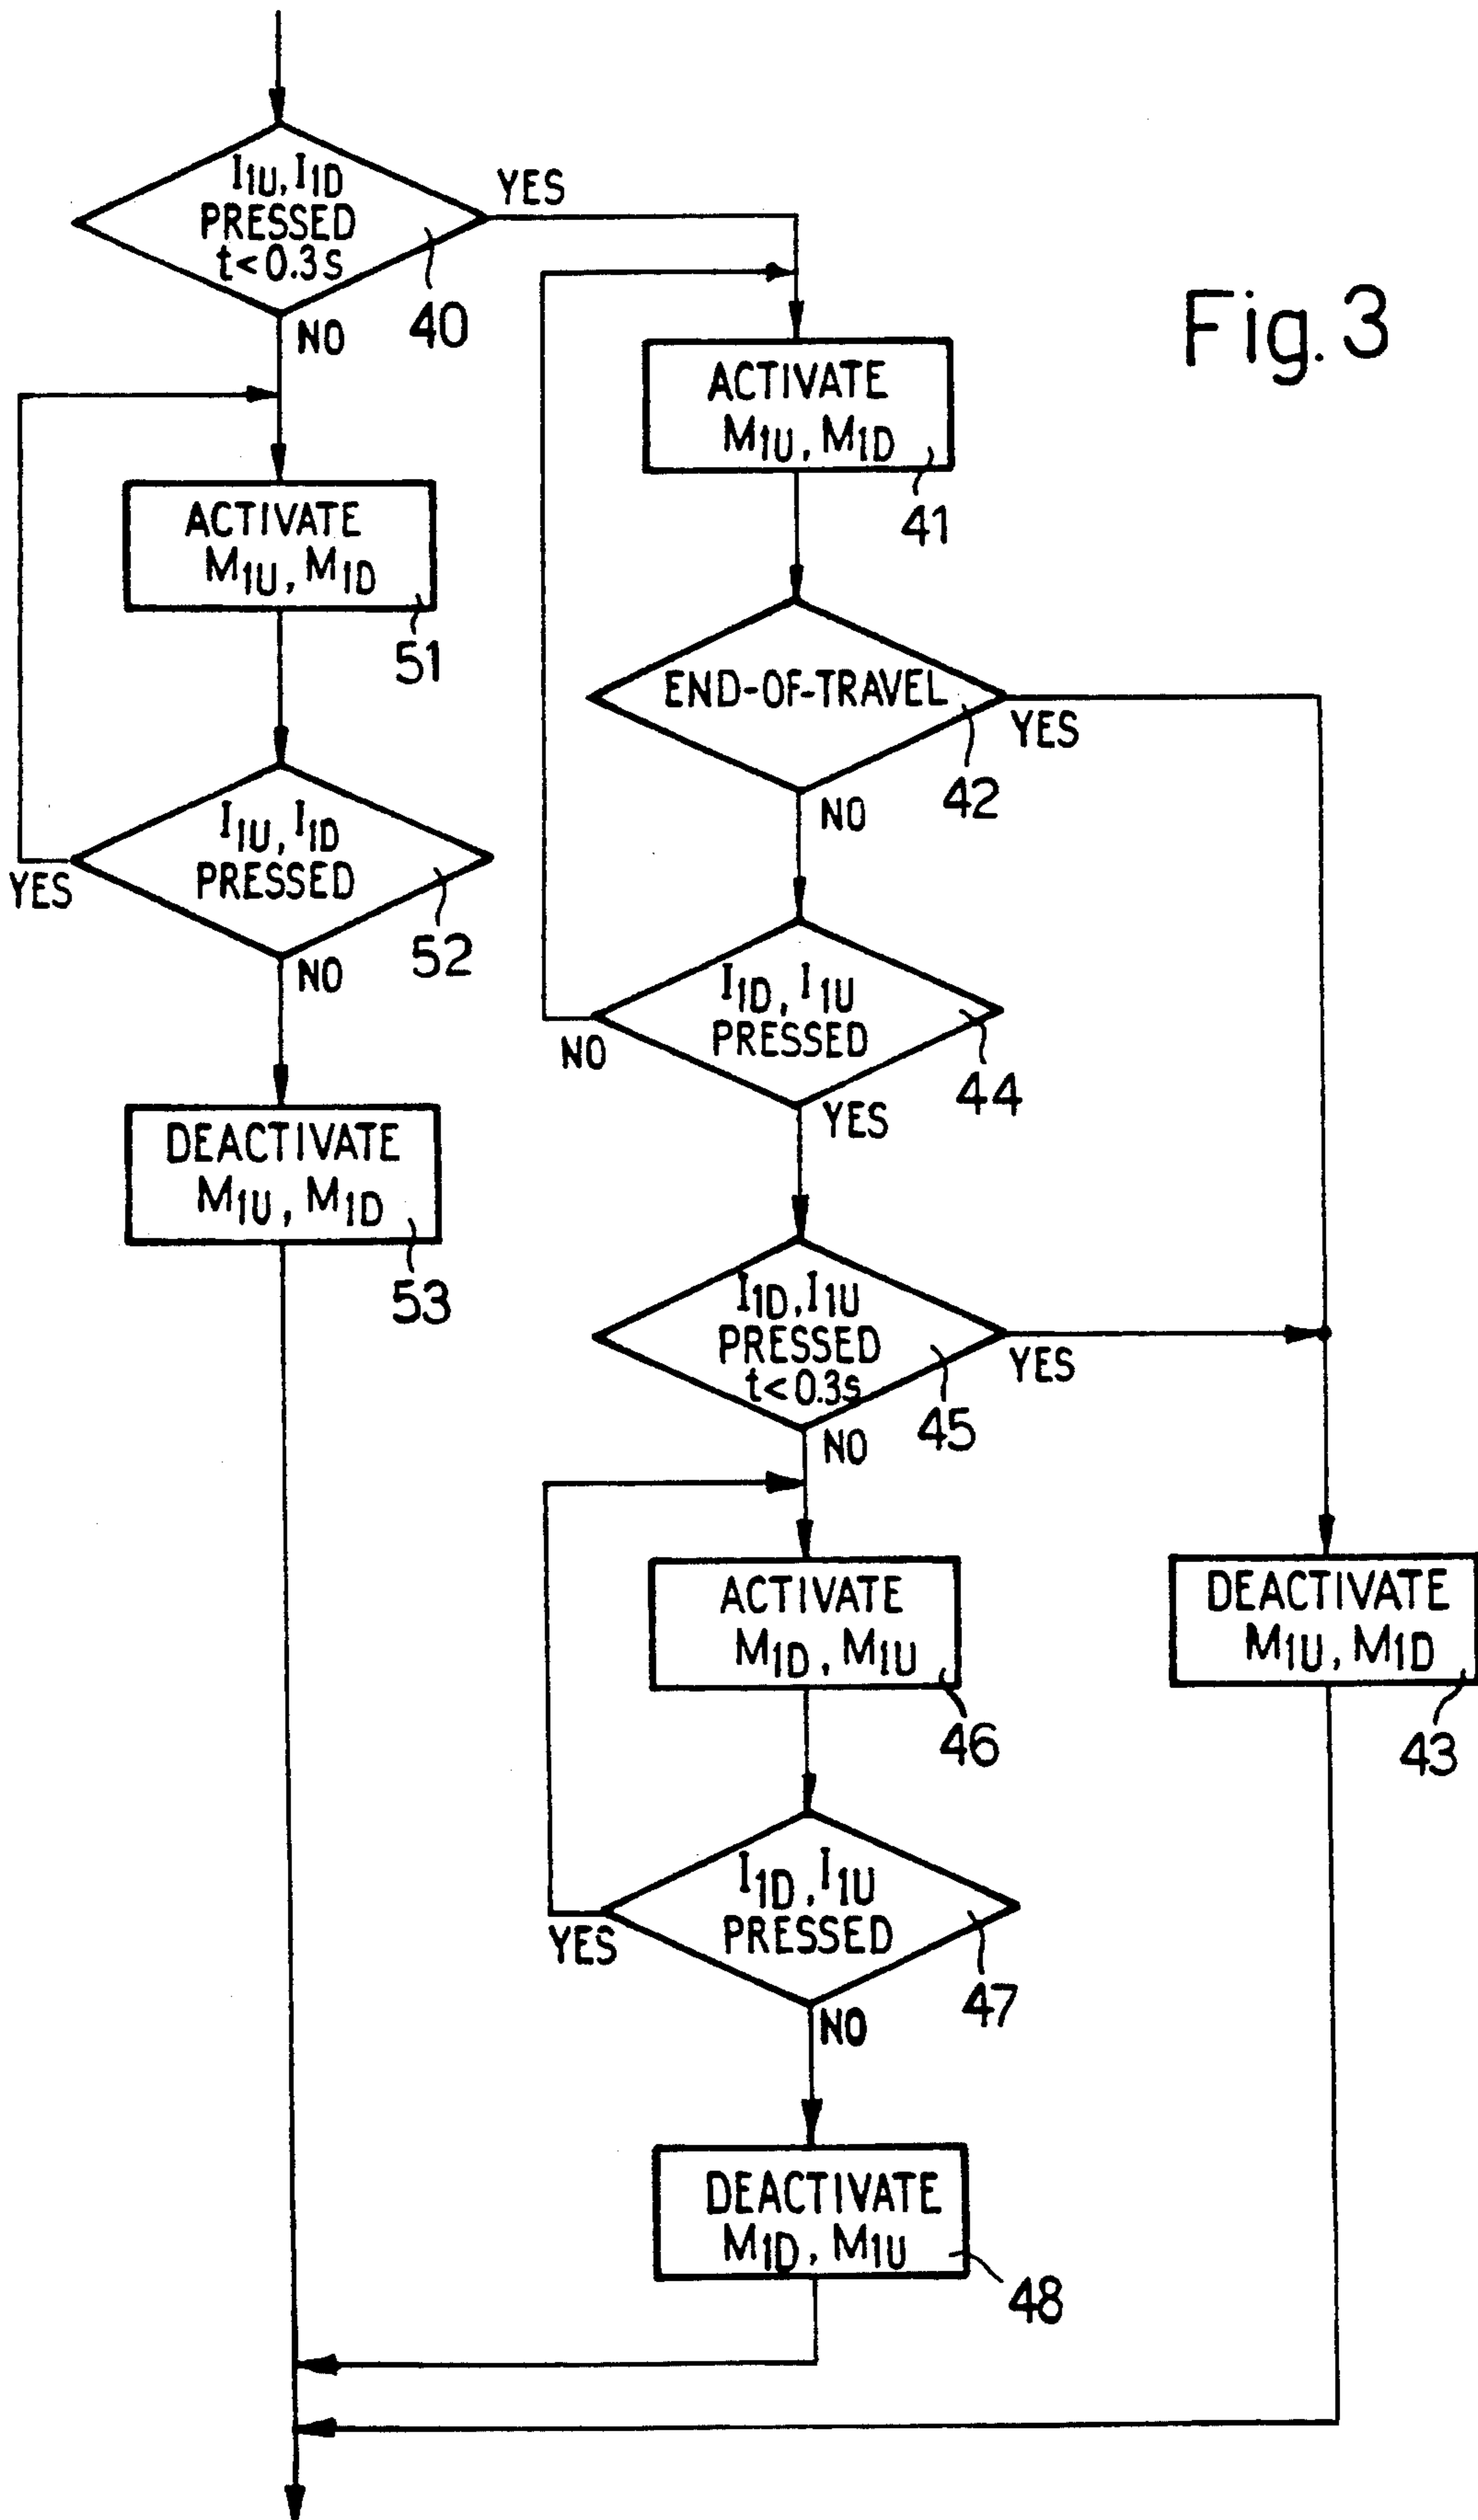 I1U, I1D
PRESSED
t<0.3s
YES
40
NO
Fig. 3
ACTIVATE
M1U, M1D
41
ACTIVATE
M1U, M1D
51
END-OF-TRAVEL
YES
42
NO
I1U, I1D
PRESSED
YES
52
NO
I1D, I1U
PRESSED
NO
44
YES
DEACTIVATE
M1U, M1D
53
I1D, I1U
PRESSED
t<0.3s
YES
45
NO
ACTIVATE
M1D, M1U
46
DEACTIVATE
M1U, M1D
43
I1D, I1U
PRESSED
YES
47
NO
DEACTIVATE
M1D, M1U
48